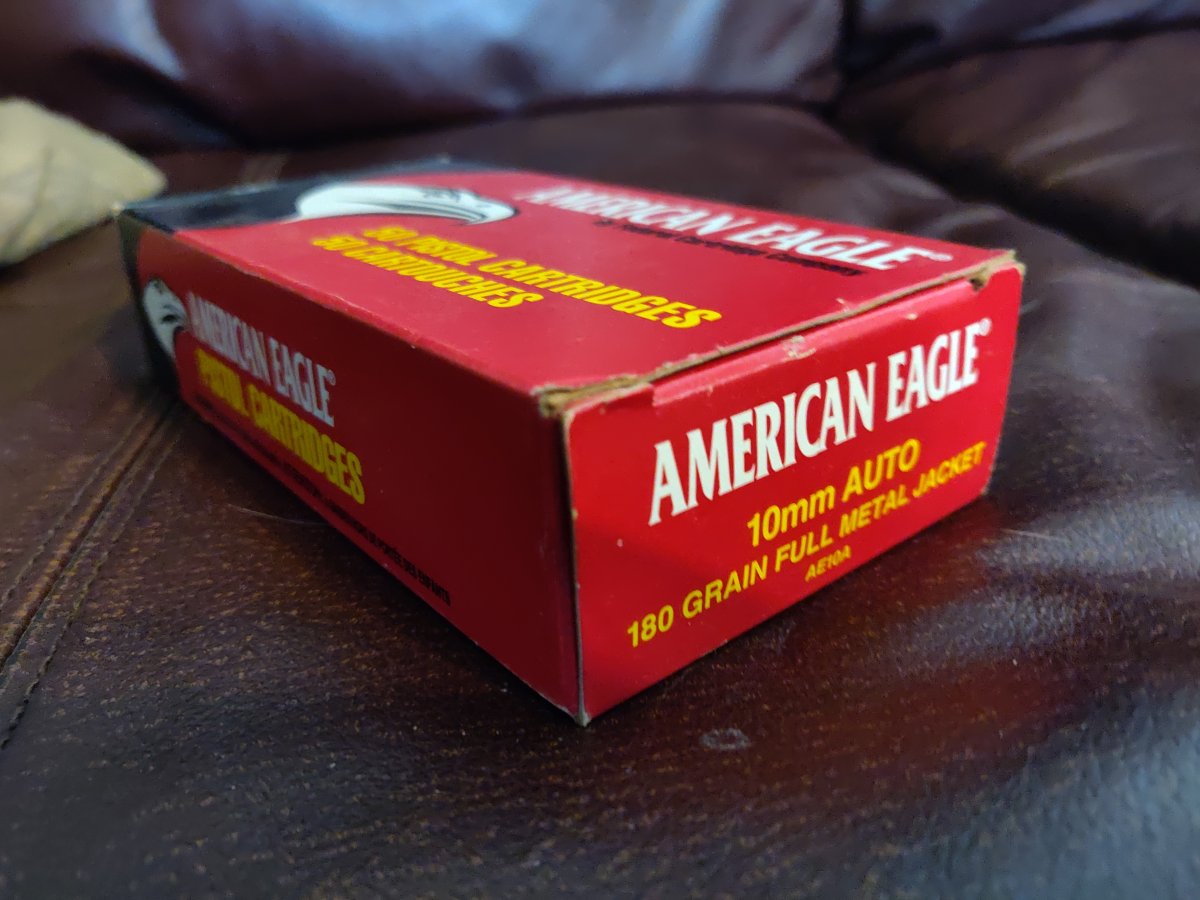 AMERICAN EAGLE®
50 PISTOL CARTRIDGES
50 CARTOUCHES
AMERICAN EAGLE®
PISTOL CARTRIDGES
AMERICAN EAGLE®
10mm AUTO
180 GRAIN FULL METAL JACKET
AE10A